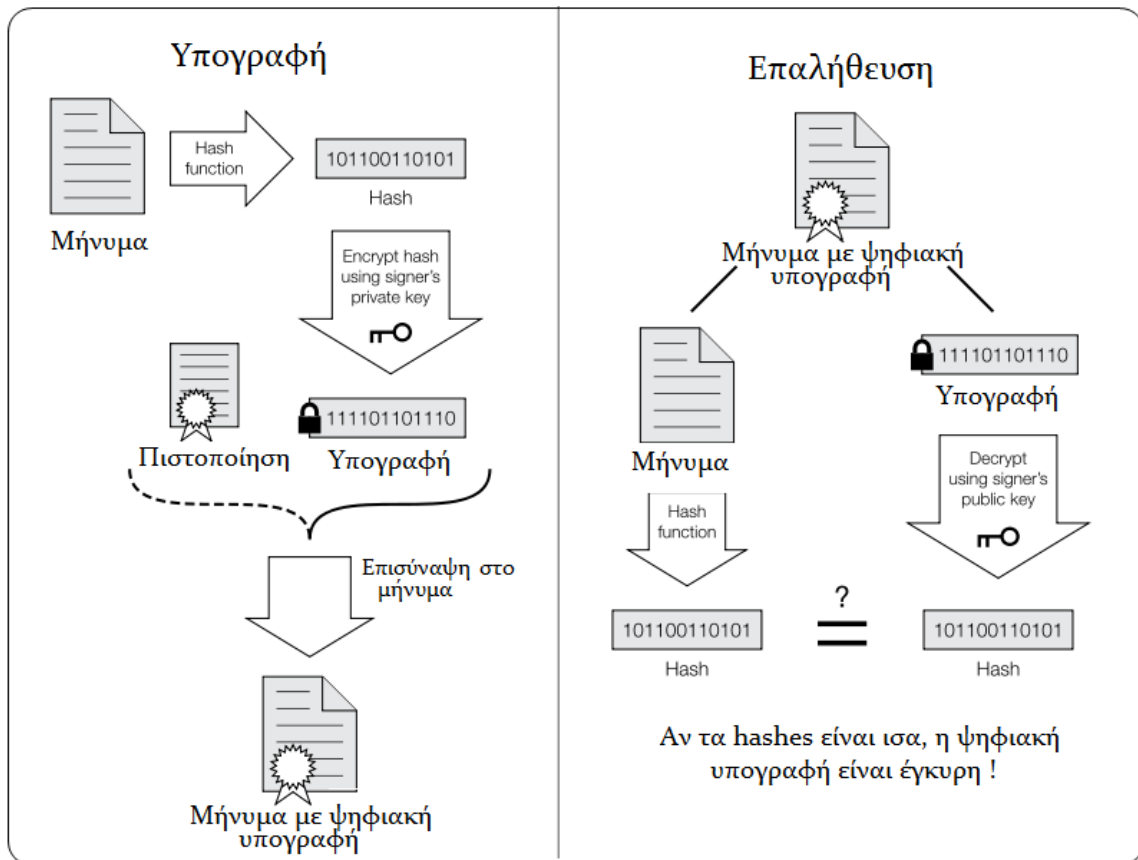 Υπογραφή
Hash
function
101100110101
Hash
Μήνυμα
Encrypt hash
using signer's
private key
111101101110
Πιστοποίηση
Υπογραφή
Επισύναψη στο
μήνυμα
Μήνυμα με ψηφιακή
υπογραφή
Επαλήθευση
Μήνυμα με ψηφιακή
υπογραφή
111101101110
Υπογραφή
Μήνυμα
Hash
function
Decrypt
using signer's
public key
101100110101
Hash
?
=
101100110101
Hash
Αν τα hashes είναι ισα, η ψηφιακή
υπογραφή είναι έγκυρη !